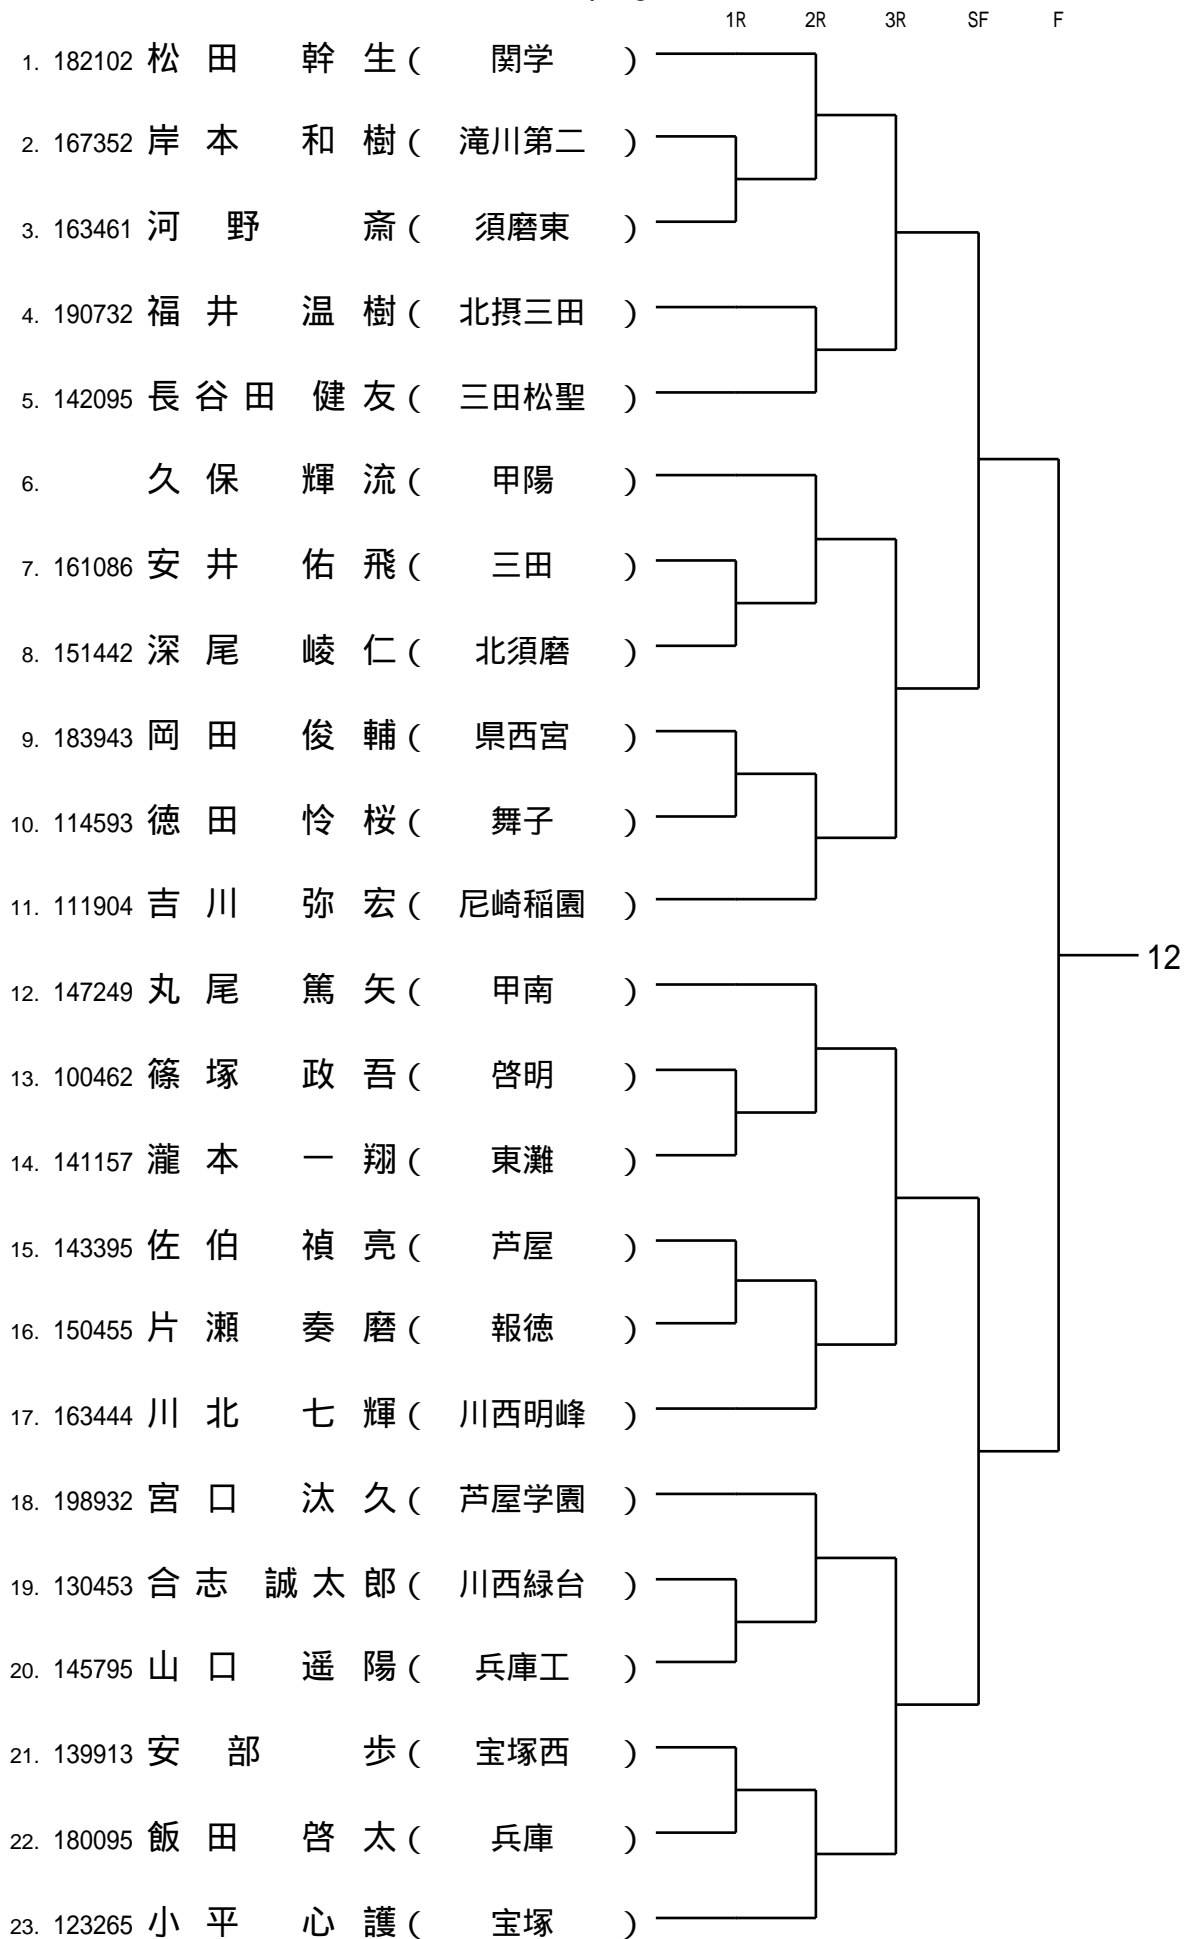 1R 2R 3R SF F
1. 182102 松田 幹生 ( 関学 )
2. 167352 岸本 和樹 ( 滝川第二 )
3. 163461 河野 斎 ( 須磨東 )
4. 190732 福井 温樹 ( 北摂三田 )
5. 142095 長谷田 健友 ( 三田松聖 )
6. 久保 輝流 ( 甲陽 )
7. 161086 安井 佑飛 ( 三田 )
8. 151442 深尾 崚仁 ( 北須磨 )
9. 183943 岡田 俊輔 ( 県西宮 )
10. 114593 徳田 怜桜 ( 舞子 )
11. 111904 吉川 弥宏 ( 尼崎稲園 )
12
12. 147249 丸尾 篤矢 ( 甲南 )
13. 100462 篠塚 政吾 ( 啓明 )
14. 141157 瀧本 一翔 ( 東灘 )
15. 143395 佐伯 禎亮 ( 芦屋 )
16. 150455 片瀬 奏磨 ( 報徳 )
17. 163444 川北 七輝 ( 川西明峰 )
18. 198932 宮口 汰久 ( 芦屋学園 )
19. 130453 合志 誠太郎 ( 川西緑台 )
20. 145795 山口 遥陽 ( 兵庫工 )
21. 139913 安部 歩 ( 宝塚西 )
22. 180095 飯田 啓太 ( 兵庫 )
23. 123265 小平 心護 ( 宝塚 )